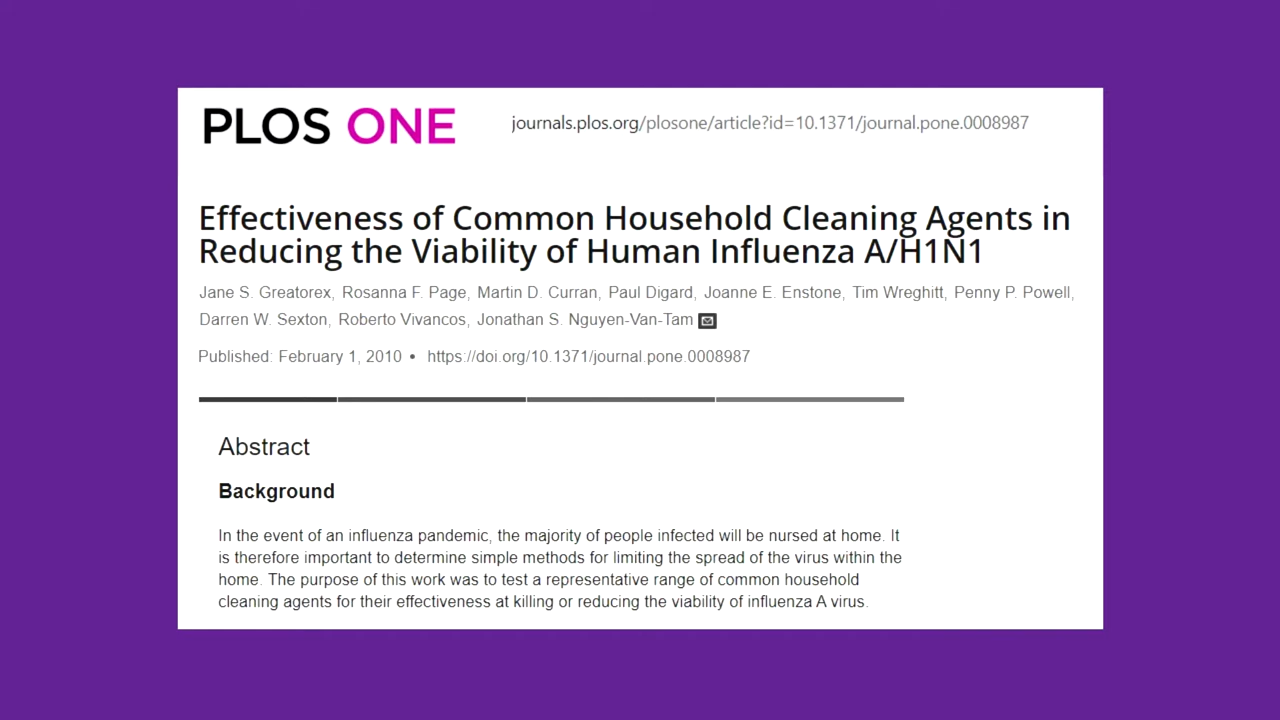 PLOS ONE
journals.plos.org/plosone/article?id=10.1371/journal.pone.0008987
Effectiveness of Common Household Cleaning Agents in
Reducing the Viability of Human Influenza A/H1N1
Jane S. Greatorex, Rosanna F. Page, Martin D. Curran, Paul Digard, Joanne E. Enstone, Tim Wreghitt, Penny P. Powell,
Darren W. Sexton, Roberto Vivancos, Jonathan S. Nguyen-Van-Tam
Published: February 1, 2010 • https://doi.org/10.1371/journal.pone.0008987
Abstract
Background
In the event of an influenza pandemic, the majority of people infected will be nursed at home. It
is therefore important to determine simple methods for limiting the spread of the virus within the
home. The purpose of this work was to test a representative range of common household
cleaning agents for their effectiveness at killing or reducing the viability of influenza A virus.